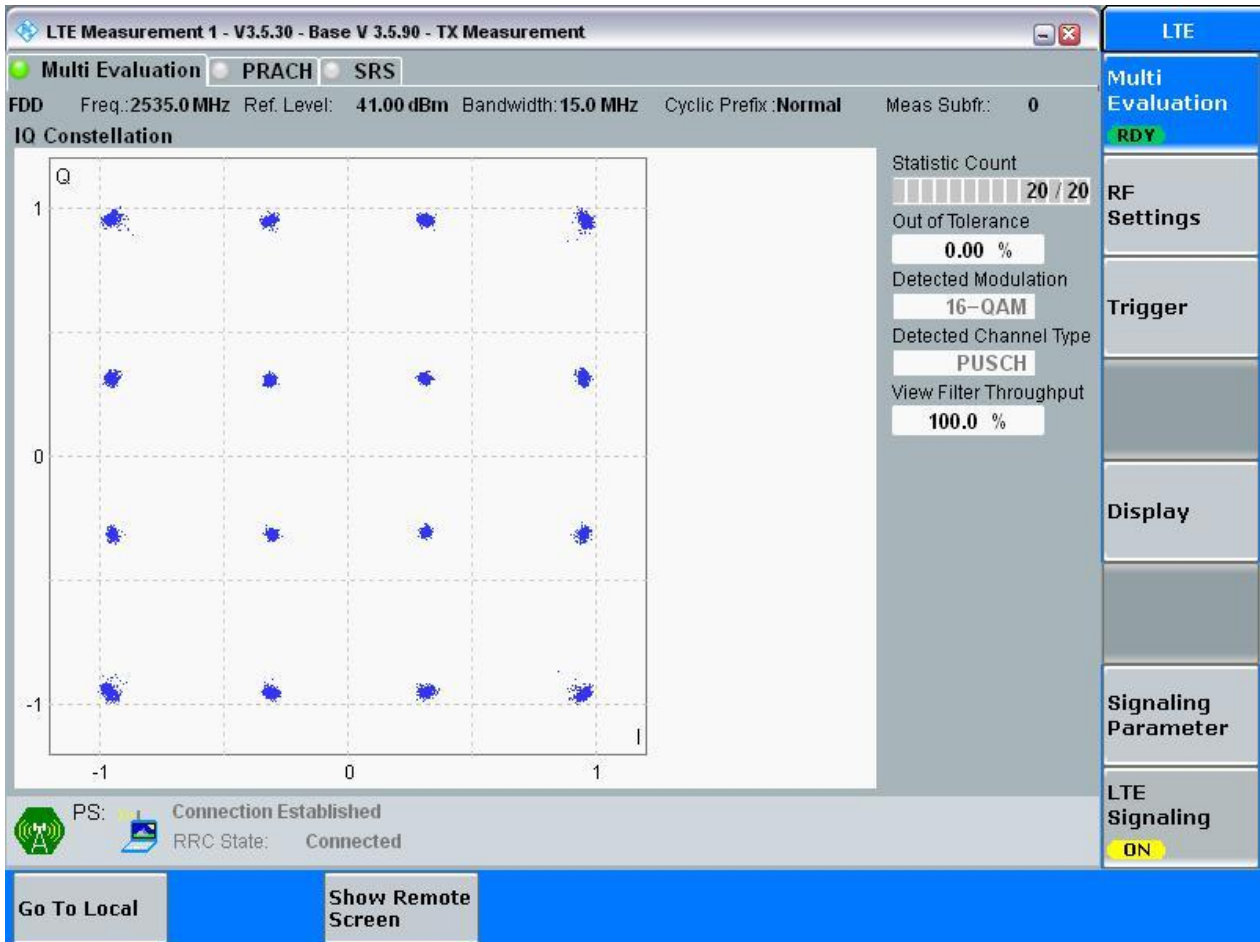 LTE Measurement 1 - V3.5.30 - Base V 3.5.90 - TX Measurement
LTE
Multi Evaluation PRACH SRS
FDD Freq.:2535.0 MHz Ref. Level: 41.00 dBm Bandwidth:15.0 MHz Cyclic Prefix :Normal Meas Subfr.: 0
IQ Constellation
Q
1
0
-1
I
-1 0 1
Statistic Count
20 / 20
Out of Tolerance
0.00 %
Detected Modulation
16-QAM
Detected Channel Type
PUSCH
View Filter Throughput
100.0 %
Multi
Evaluation
RDY
RF
Settings
Trigger
Display
Signaling
Parameter
LTE
Signaling
ON
PS: Connection Established
RRC State: Connected
Go To Local
Show Remote
Screen